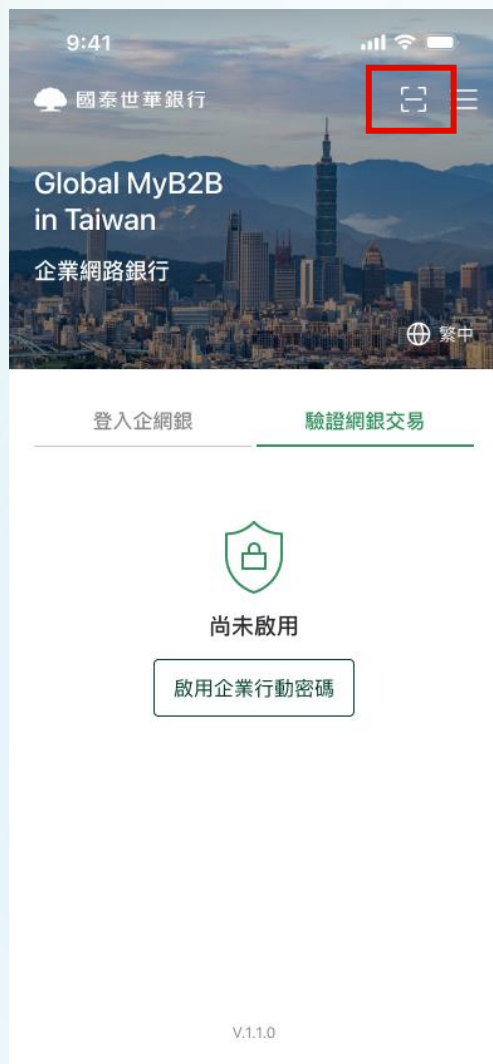 9:41
國泰世華銀行
Global MyB2B
in Taiwan
企業網路銀行
繁中
登入企網銀
驗證網銀交易
尚未啟用
啟用企業行動密碼
V.1.1.0